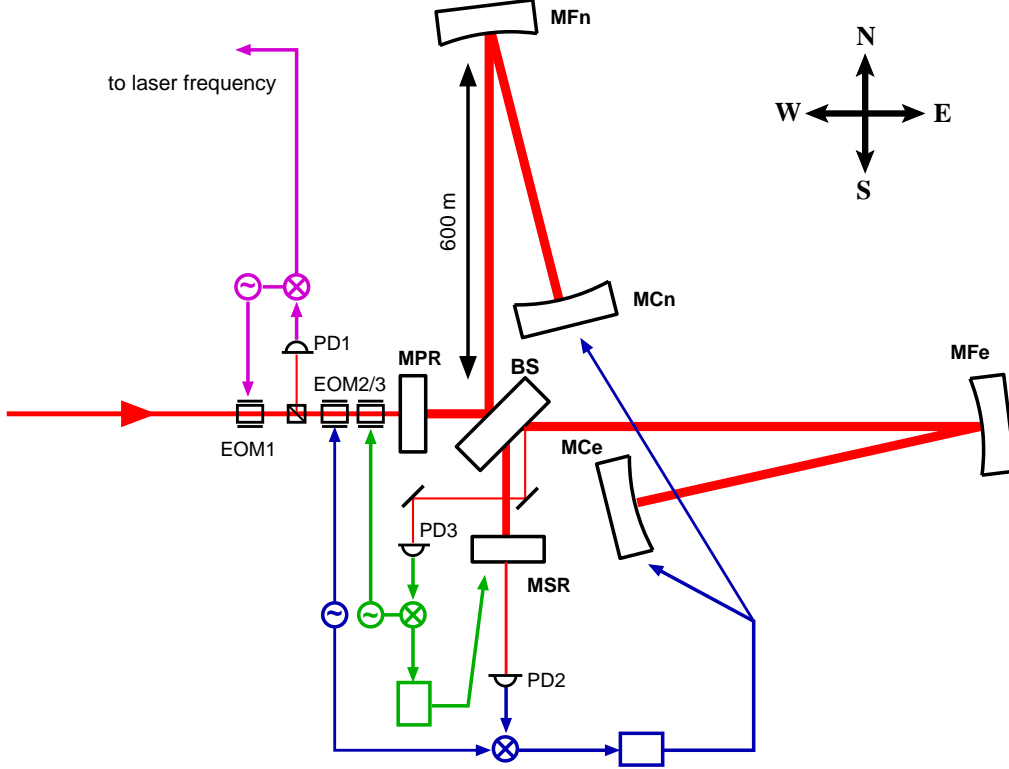 MFn
N
to laser frequency
W
E
S
600 m
MCn
PD1
MPR
BS
MFe
EOM2/3
EOM1
MCe
PD3
MSR
~
~
~
PD2